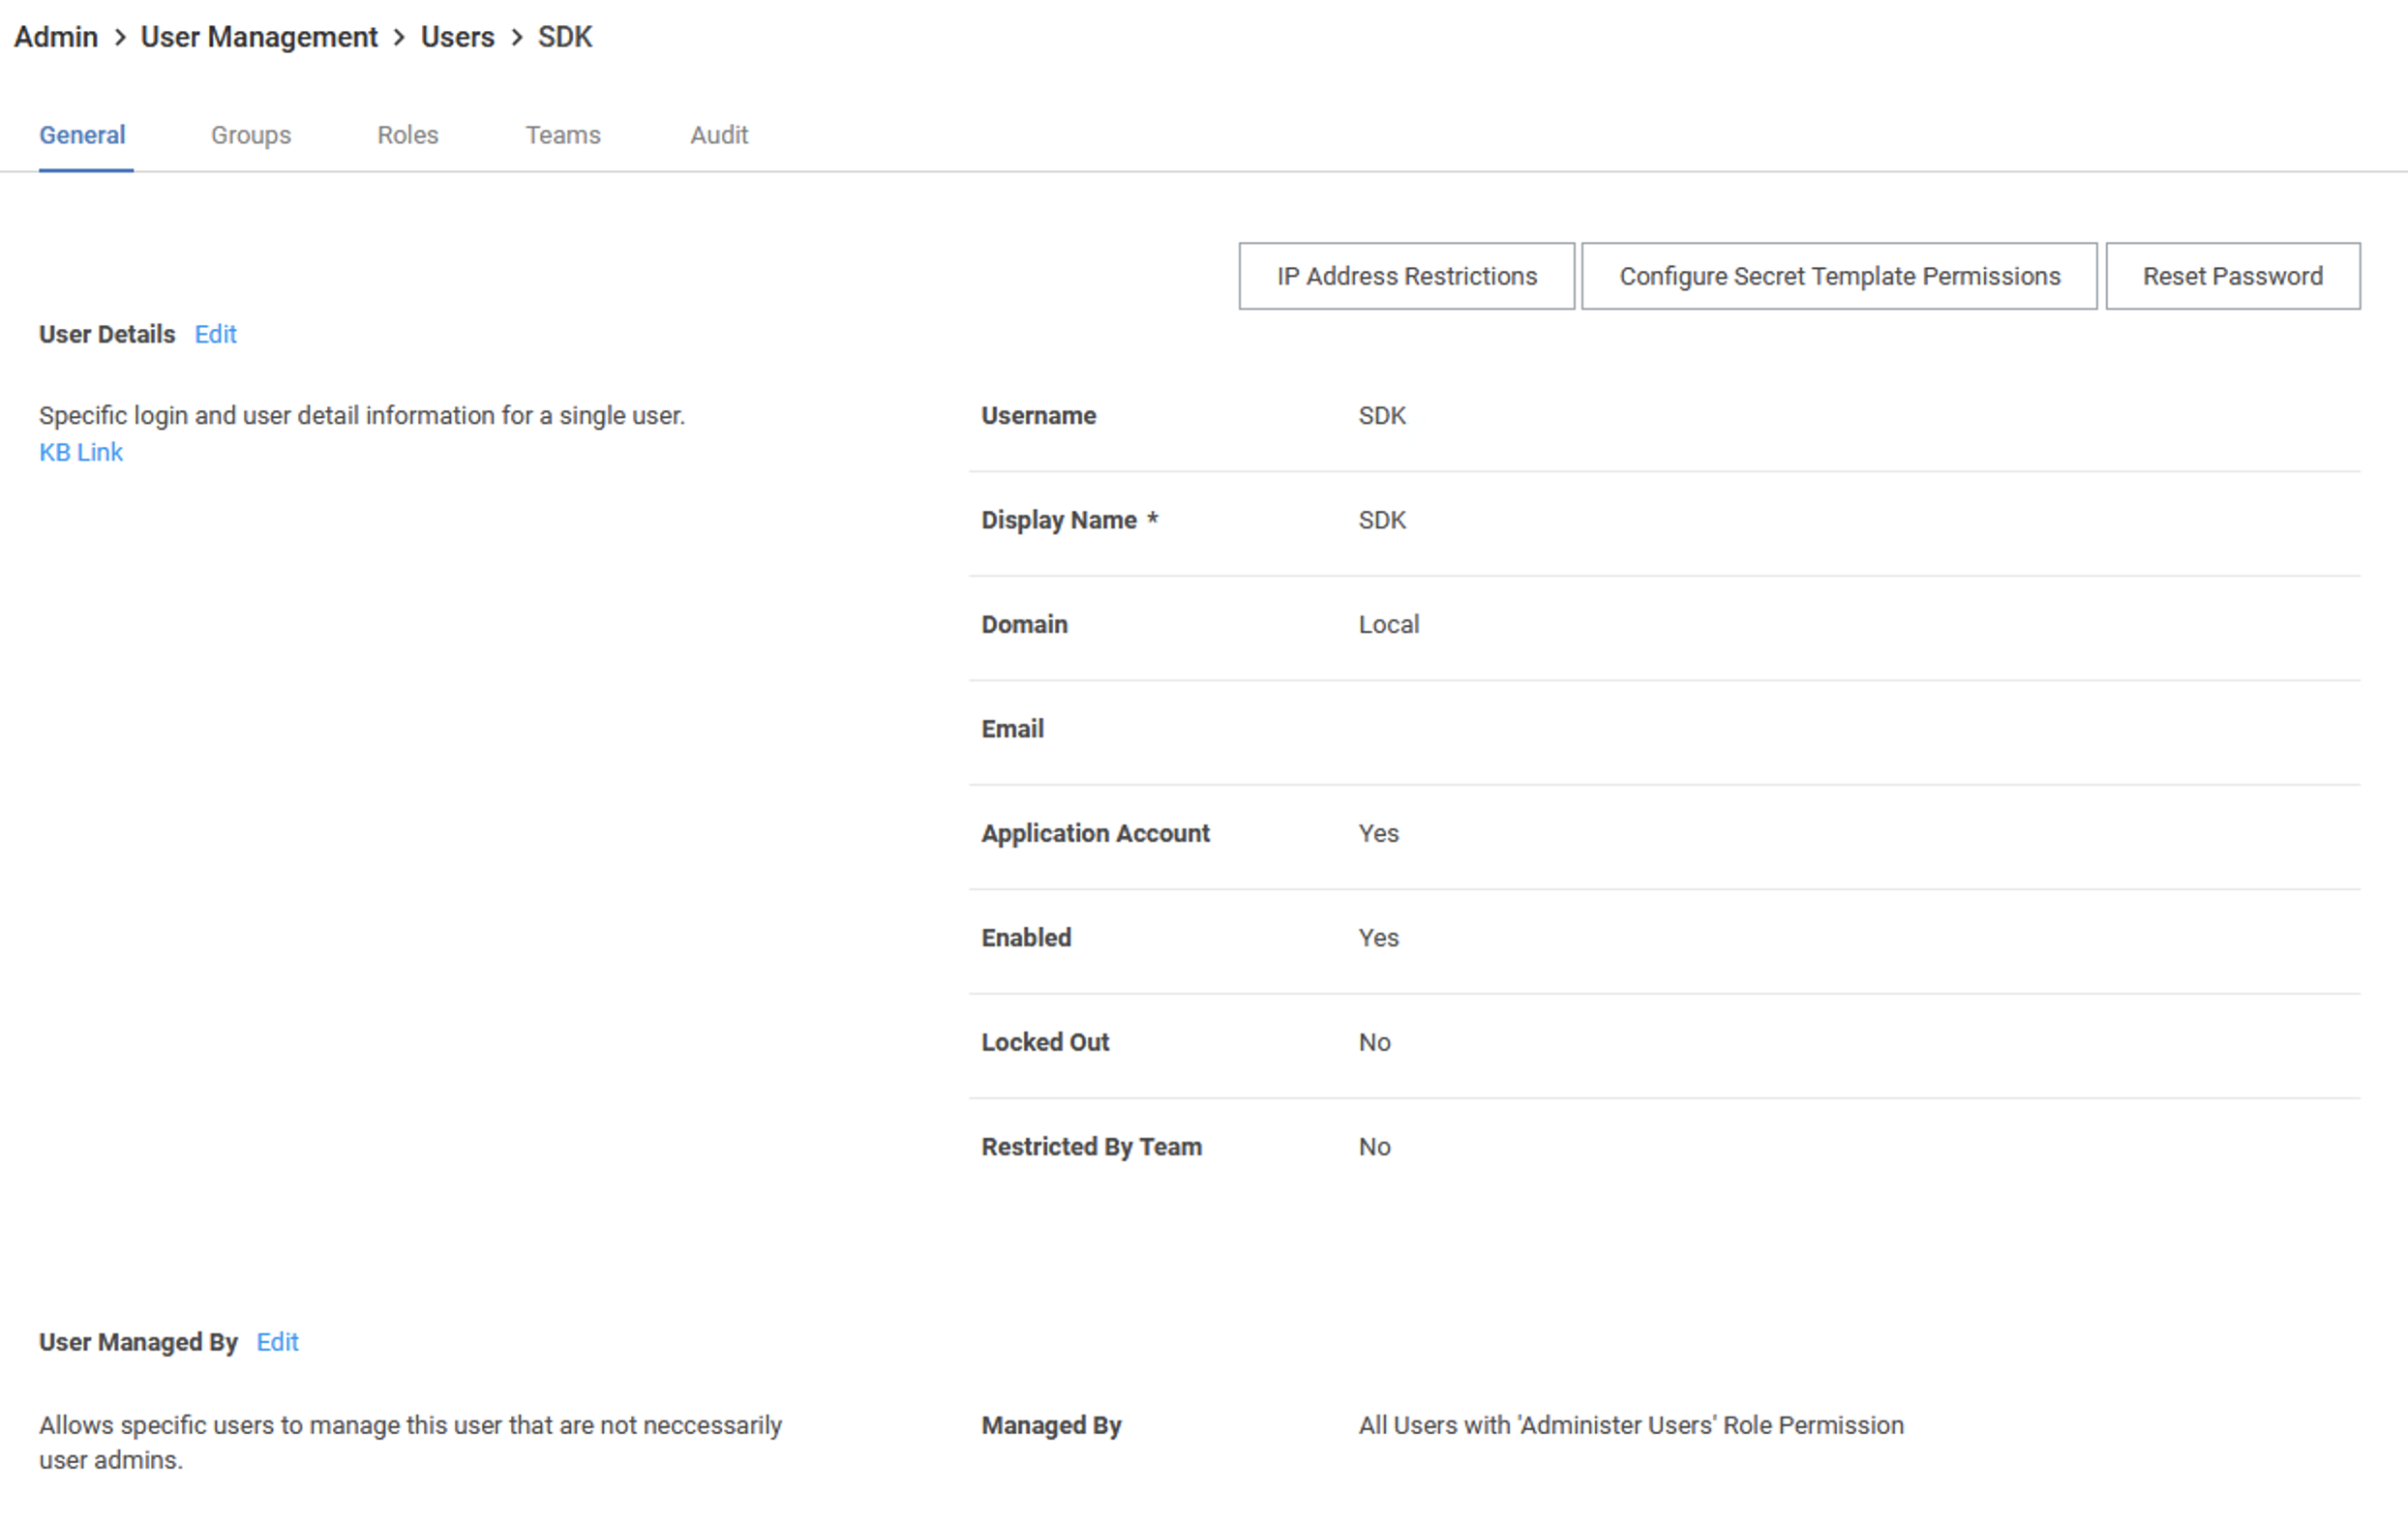 Admin > User Management > Users > SDK
General Groups Roles Teams Audit
IP Address Restrictions Configure Secret Template Permissions Reset Password
User Details Edit
Specific login and user detail information for a single user.
KB Link
Username SDK
Display Name * SDK
Domain Local
Email
Application Account Yes
Enabled Yes
Locked Out No
Restricted By Team No
User Managed By Edit
Allows specific users to manage this user that are not neccessarily
user admins.
Managed By All Users with 'Administer Users' Role Permission